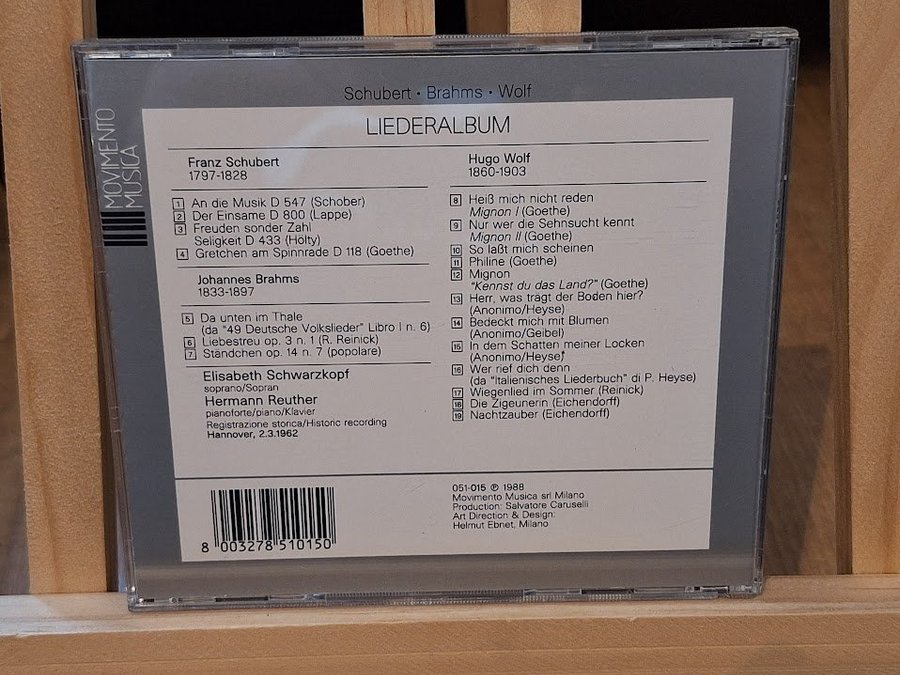 MOVIMENTO
MUSICA
Schubert · Brahms · Wolf
LIEDERALBUM
Franz Schubert
1797-1828
1 An die Musik D 547 (Schober)
2 Der Einsame D 800 (Lappe)
3 Freuden sonder Zahl
Seligkeit D 433 (Hölty)
4 Gretchen am Spinnrade D 118 (Goethe)
Johannes Brahms
1833-1897
5 Da unten im Thale
(da "49 Deutsche Volkslieder" Libro I n. 6)
6 Liebestreu op. 3 n. 1 (R. Reinick)
7 Ständchen op. 14 n. 7 (popolare)
Elisabeth Schwarzkopf
soprano/Sopran
Hermann Reuther
pianoforte/piano/Klavier
Registrazione storica/Historic recording
Hannover, 2.3.1962
Hugo Wolf
1860-1903
8 Heiß mich nicht reden
Mignon I (Goethe)
9 Nur wer die Sehnsucht kennt
Mignon II (Goethe)
10 So laßt mich scheinen
11 Philine (Goethe)
12 Mignon
"Kennst du das Land?" (Goethe)
13 Herr, was trägt der Boden hier?
(Anonimo/Heyse)
14 Bedeckt mich mit Blumen
(Anonimo/Geibel)
15 In dem Schatten meiner Locken
(Anonimo/Heyse)
16 Wer rief dich denn
(da "Italienisches Liederbuch" di P. Heyse)
17 Wiegenlied im Sommer (Reinick)
18 Die Zigeunerin (Eichendorff)
19 Nachtzauber (Eichendorff)
8 003278 510150
051-015 ℗ 1988
Movimento Musica srl Milano
Production: Salvatore Caruselli
Art Direction & Design:
Helmut Ebnet, Milano